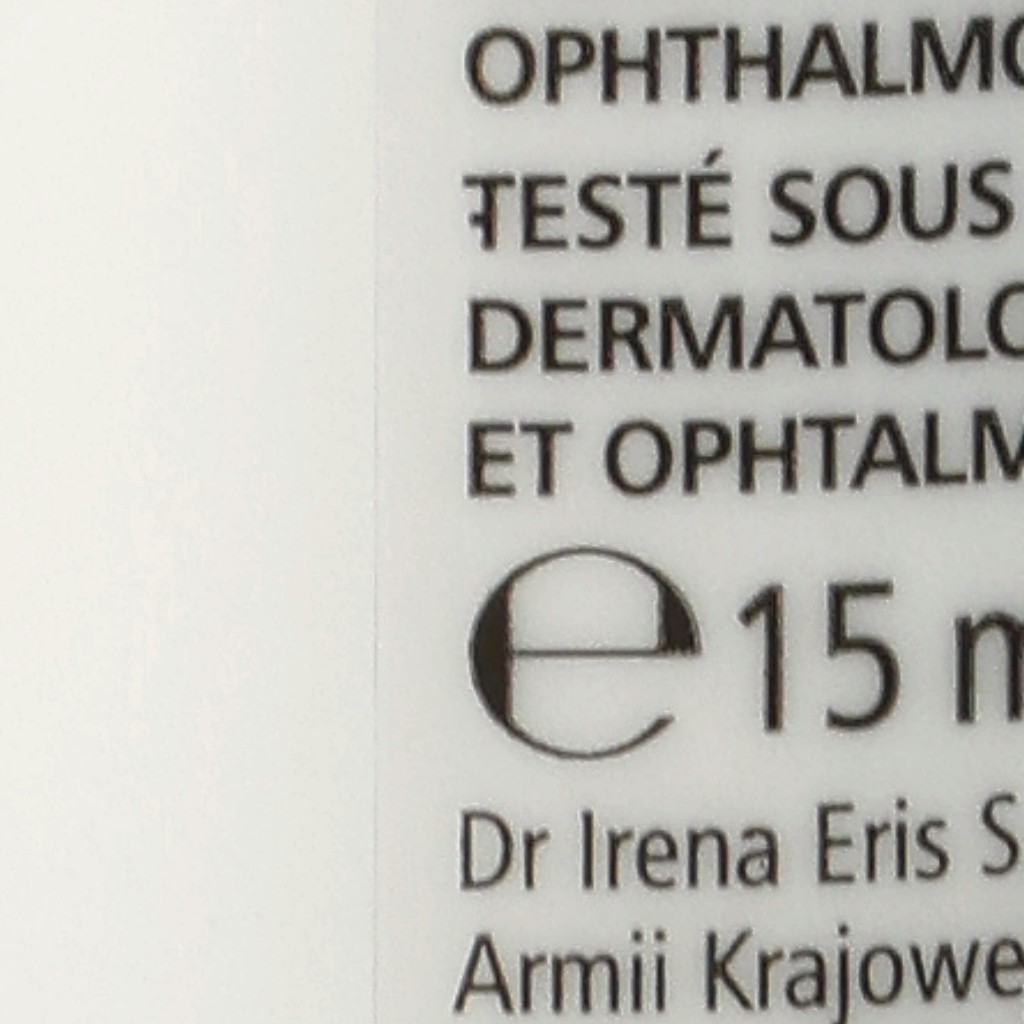 OPHTHALMO
TESTÉ SOUS
DERMATOLO
ET OPHTALM
℮ 15 m
Dr Irena Eris S
Armii Krajowe